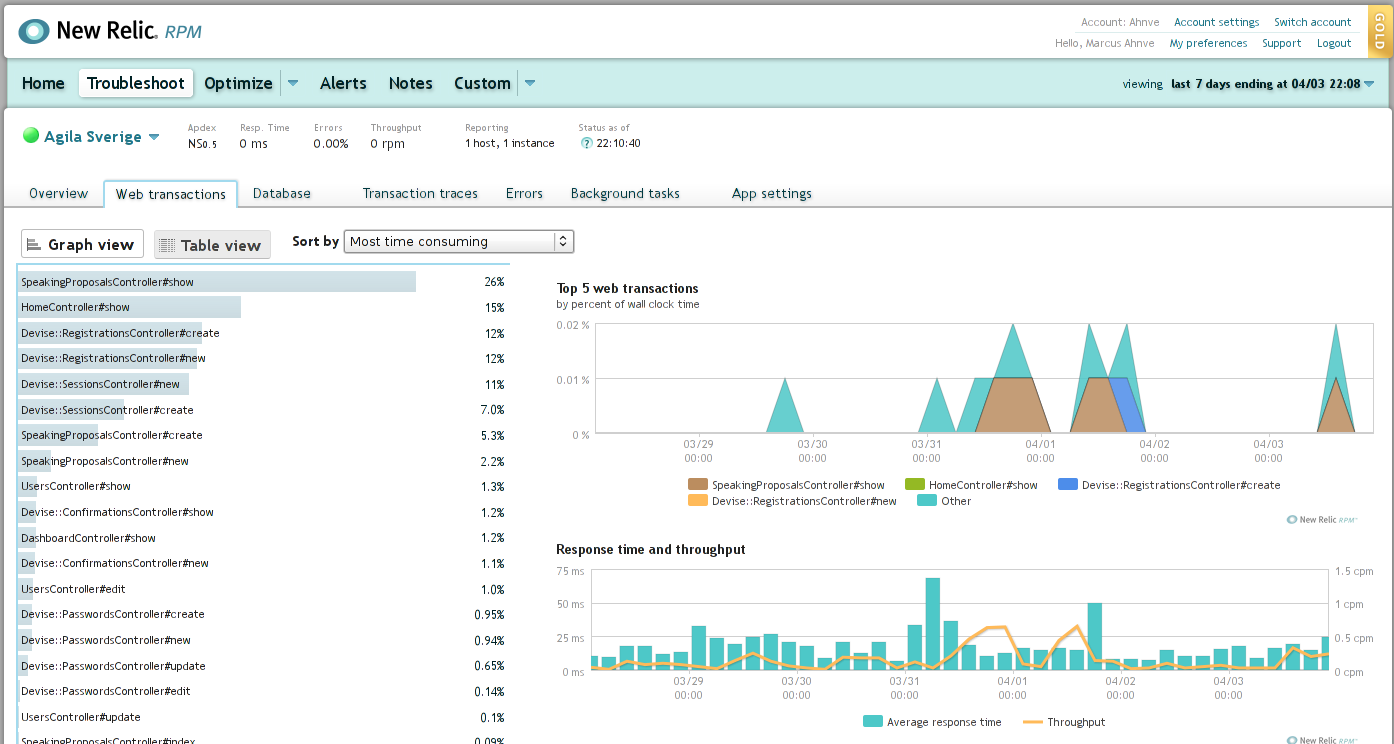 New Relic. RPM
Account: Ahnve Account settings Switch account
Hello, Marcus Ahnve My preferences Support Logout
GOLD
Home Troubleshoot Optimize Alerts Notes Custom
viewing last 7 days ending at 04/03 22:08
Agila Sverige
Apdex Resp. Time Errors Throughput Reporting Status as of
NS0.5 0 ms 0.00% 0 rpm 1 host, 1 instance ? 22:10:40
Overview Web transactions Database Transaction traces Errors Background tasks App settings
Graph view Table view Sort by Most time consuming
SpeakingProposalsController#show 26%
HomeController#show 15%
Devise::RegistrationsController#create 12%
Devise::RegistrationsController#new 12%
Devise::SessionsController#new 11%
Devise::SessionsController#create 7.0%
SpeakingProposalsController#create 5.3%
SpeakingProposalsController#new 2.2%
UsersController#show 1.3%
Devise::ConfirmationsController#show 1.2%
DashboardController#show 1.2%
Devise::ConfirmationsController#new 1.1%
UsersController#edit 1.0%
Devise::PasswordsController#create 0.95%
Devise::PasswordsController#new 0.94%
Devise::PasswordsController#update 0.65%
Devise::PasswordsController#edit 0.14%
UsersController#update 0.1%
SpeakingProposalsController#index 0.09%
Top 5 web transactions
by percent of wall clock time
0.02 %
0.01 %
0 %
03/29 03/30 03/31 04/01 04/02 04/03
00:00 00:00 00:00 00:00 00:00 00:00
SpeakingProposalsController#show HomeController#show Devise::RegistrationsController#create
Devise::RegistrationsController#new Other
New Relic RPM
Response time and throughput
75 ms 1.5 cpm
50 ms 1 cpm
25 ms 0.5 cpm
0 ms 0 cpm
03/29 03/30 03/31 04/01 04/02 04/03
00:00 00:00 00:00 00:00 00:00 00:00
Average response time Throughput
New Relic RPM